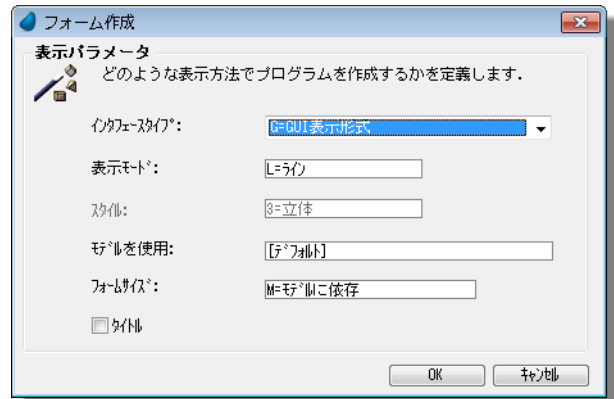 フォーム作成
表示パラメータ
どのような表示方法でプログラムを作成するかを定義します.
ｲﾝﾀﾌｪｰｽﾀｲﾌﾟ: G=GUI表示形式
表示ﾓｰﾄﾞ: L=ﾗｲﾝ
ｽﾀｲﾙ: 3=立体
ﾓﾃﾞﾙを使用: [ﾃﾞﾌｫﾙﾄ]
ﾌｫｰﾑｻｲｽﾞ: M=ﾓﾃﾞﾙに依存
ﾀｲﾄﾙ
OK ｷｬﾝｾﾙ